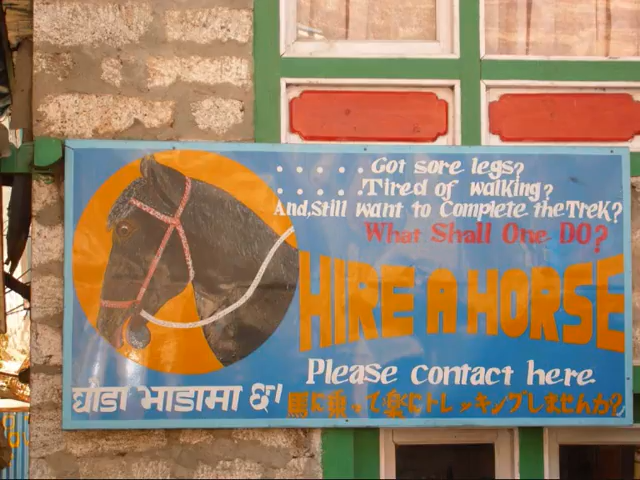 .....Got sore legs?
.....Tired of walking?
And,Still want to Complete the TreK?
What Shall One DO?
HIRE A HORSE
Please contact here.
घोडा भाडामा छ।
馬に乗って楽にトレッキングしませんか?